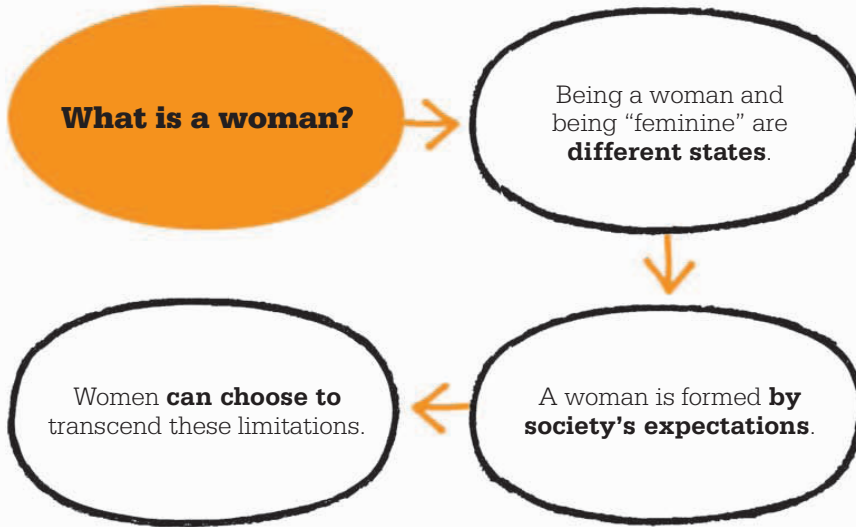 What is a woman?
Being a woman and
being “feminine” are
different states.
A woman is formed by
society’s expectations.
Women can choose to
transcend these limitations.